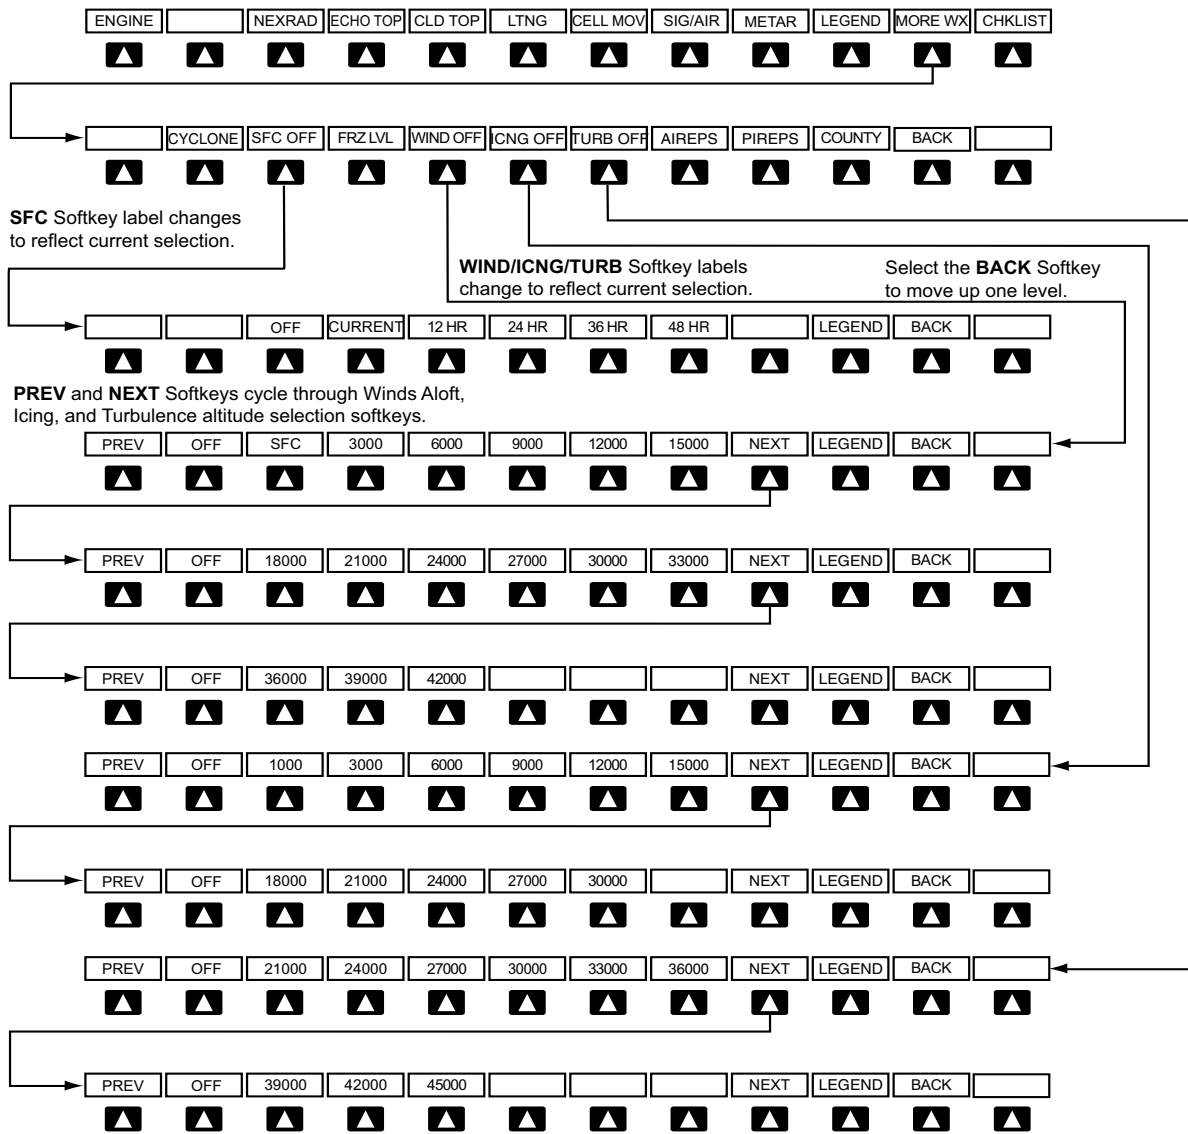 ENGINE NEXRAD ECHO TOP CLD TOP LTNG CELL MOV SIG/AIR METAR LEGEND MORE WX CHKLIST
CYCLONE SFC OFF FRZ LVL WIND OFF ICNG OFF TURB OFF AIREPS PIREPS COUNTY BACK
SFC Softkey label changes
to reflect current selection.
WIND/ICNG/TURB Softkey labels
change to reflect current selection.
Select the BACK Softkey
to move up one level.
OFF CURRENT 12 HR 24 HR 36 HR 48 HR LEGEND BACK
PREV and NEXT Softkeys cycle through Winds Aloft,
Icing, and Turbulence altitude selection softkeys.
PREV OFF SFC 3000 6000 9000 12000 15000 NEXT LEGEND BACK
PREV OFF 18000 21000 24000 27000 30000 33000 NEXT LEGEND BACK
PREV OFF 36000 39000 42000 NEXT LEGEND BACK
PREV OFF 1000 3000 6000 9000 12000 15000 NEXT LEGEND BACK
PREV OFF 18000 21000 24000 27000 30000 NEXT LEGEND BACK
PREV OFF 21000 24000 27000 30000 33000 36000 NEXT LEGEND BACK
PREV OFF 39000 42000 45000 NEXT LEGEND BACK